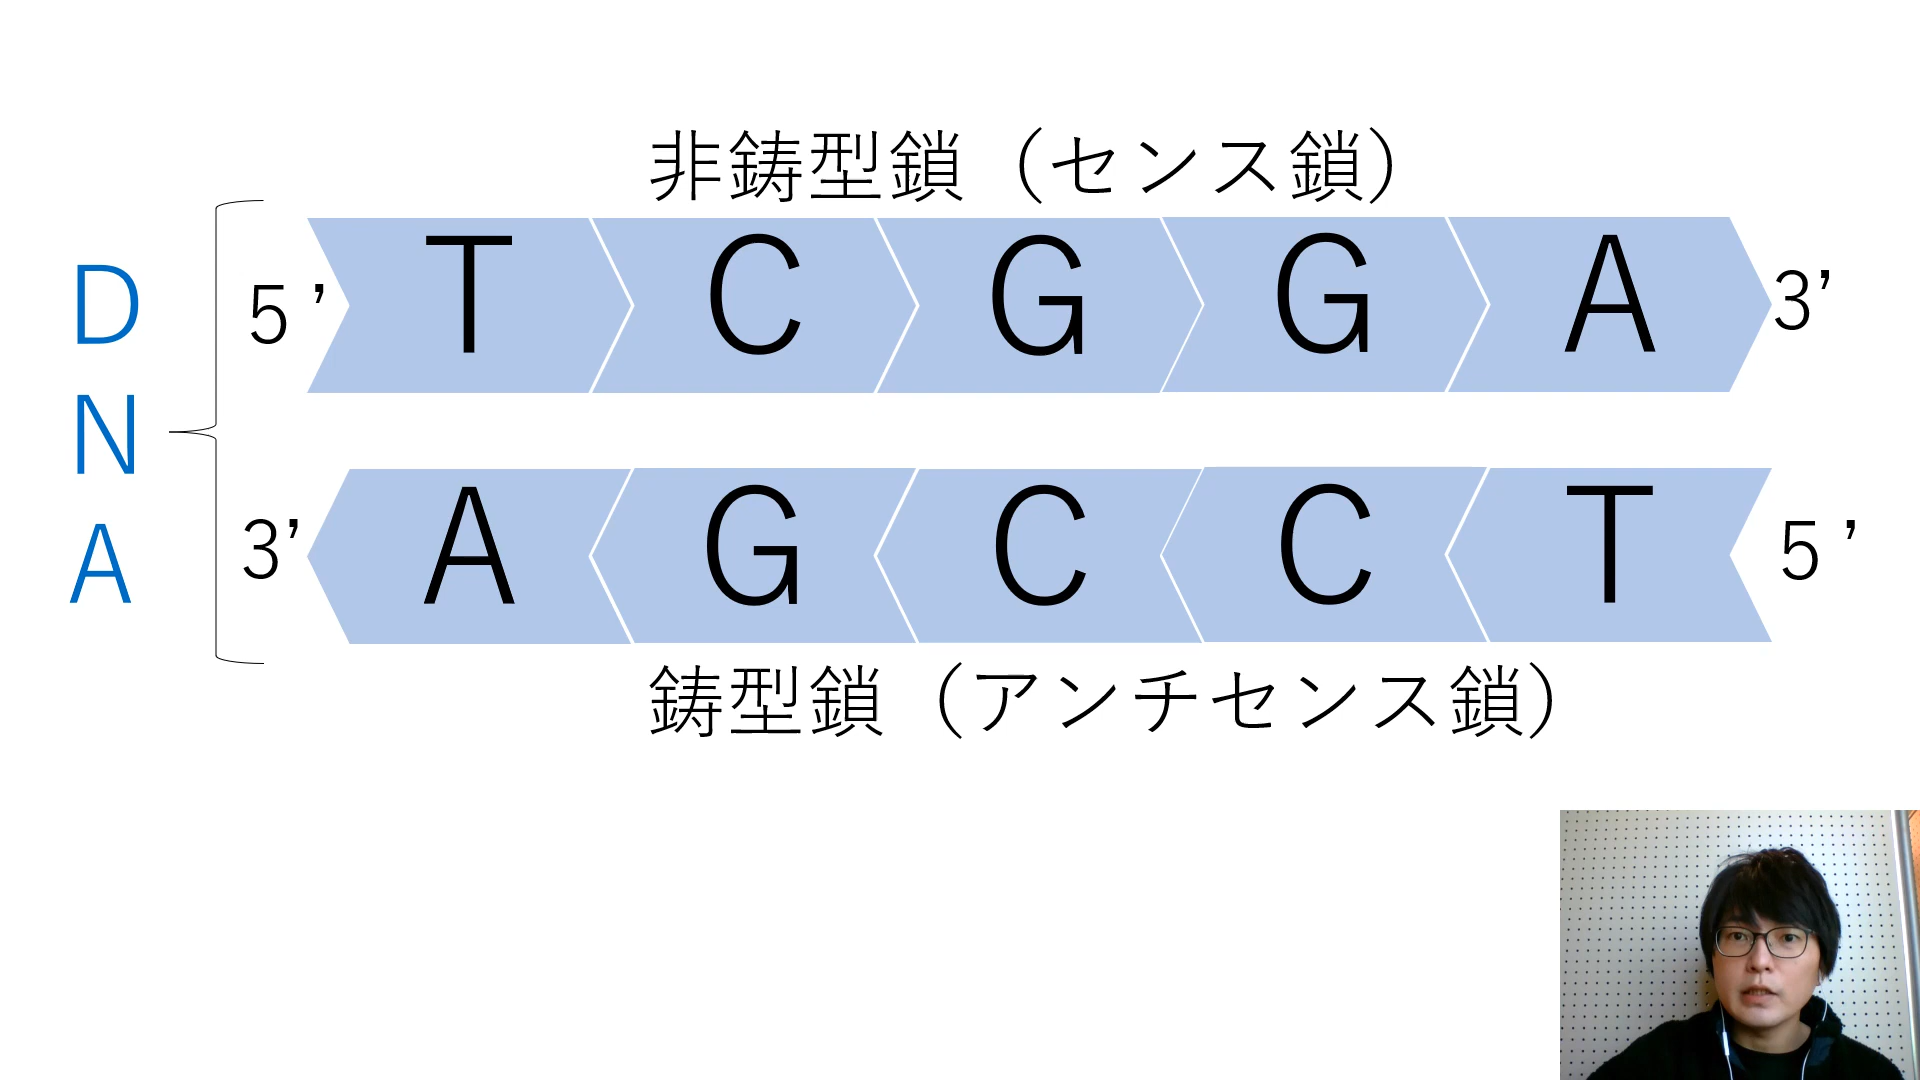 非鋳型鎖（センス鎖）
DNA
5’ T C G G A 3’
3’ A G C C T 5’
鋳型鎖（アンチセンス鎖）